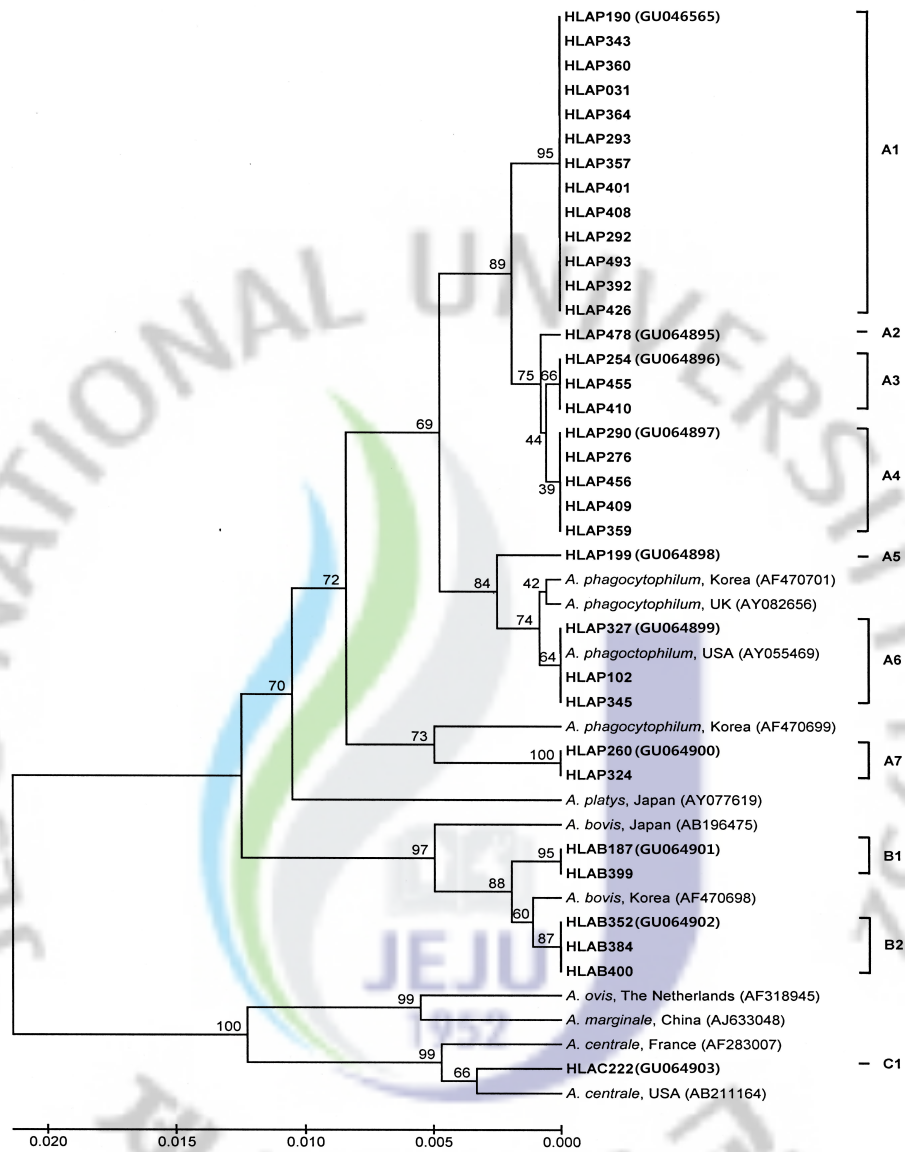 HLAP190 (GU046565)
HLAP343
HLAP360
HLAP031
HLAP364
HLAP293
95
HLAP357
A1
HLAP401
HLAP408
HLAP292
HLAP493
89
HLAP392
HLAP426
HLAP478 (GU064895)
A2
HLAP254 (GU064896)
75
66
HLAP455
A3
HLAP410
69
HLAP290 (GU064897)
44
HLAP276
HLAP456
A4
39
HLAP409
HLAP359
HLAP199 (GU064898)
A5
72
84
42
A. phagocytophilum, Korea (AF470701)
A. phagocytophilum, UK (AY082656)
74
HLAP327 (GU064899)
64
A. phagoctophilum, USA (AY055469)
A6
HLAP102
70
HLAP345
A. phagocytophilum, Korea (AF470699)
73
100
HLAP260 (GU064900)
A7
HLAP324
A. platys, Japan (AY077619)
A. bovis, Japan (AB196475)
97
95
HLAB187 (GU064901)
B1
HLAB399
88
A. bovis, Korea (AF470698)
60
HLAB352 (GU064902)
87
HLAB384
B2
HLAB400
99
A. ovis, The Netherlands (AF318945)
A. marginale, China (AJ633048)
100
A. centrale, France (AF283007)
99
HLAC222 (GU064903)
C1
66
A. centrale, USA (AB211164)
0.020 0.015 0.010 0.005 0.000
NATIONAL UNIVERSITY
JEJU
1952